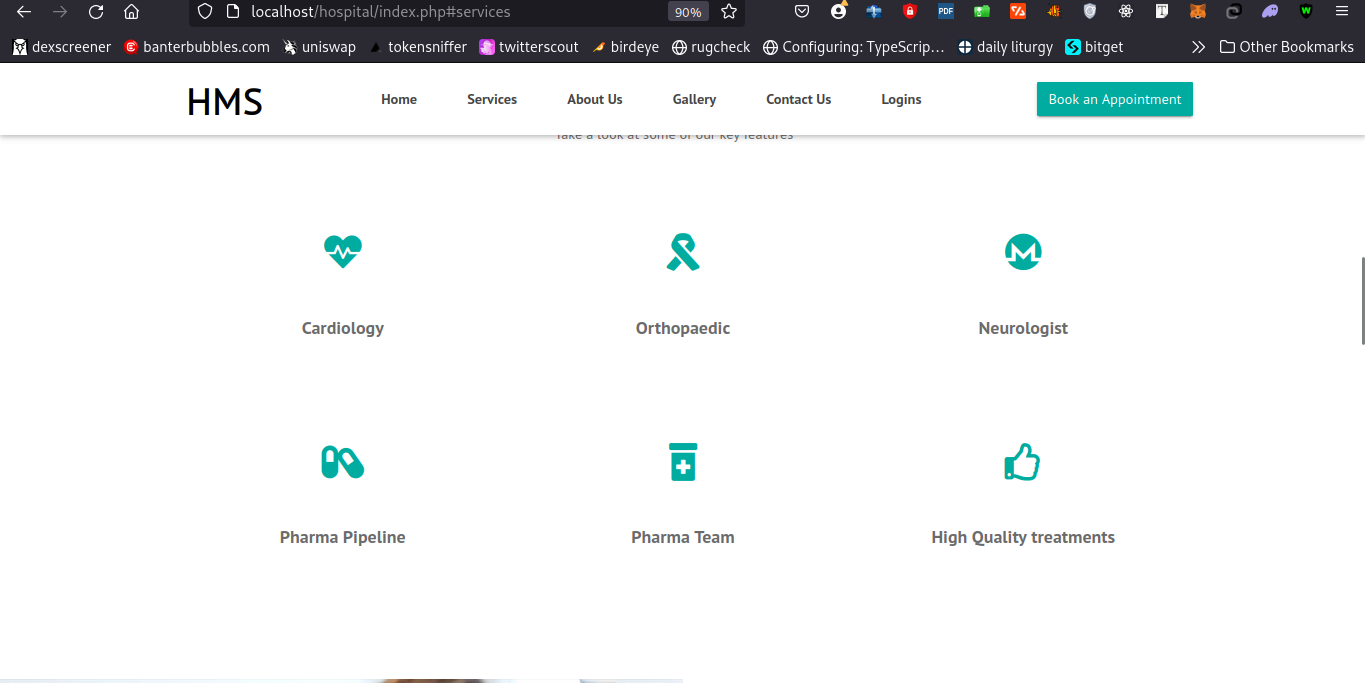 localhost/hospital/index.php#services
90%
dexscreener
banterbubbles.com
uniswap
tokensniffer
twitterscout
birdeye
rugcheck
Configuring: TypeScrip…
daily liturgy
bitget
Other Bookmarks
HMS
Home
Services
About Us
Gallery
Contact Us
Logins
Book an Appointment
Take a look at some of our key features
Cardiology
Orthopaedic
Neurologist
Pharma Pipeline
Pharma Team
High Quality treatments